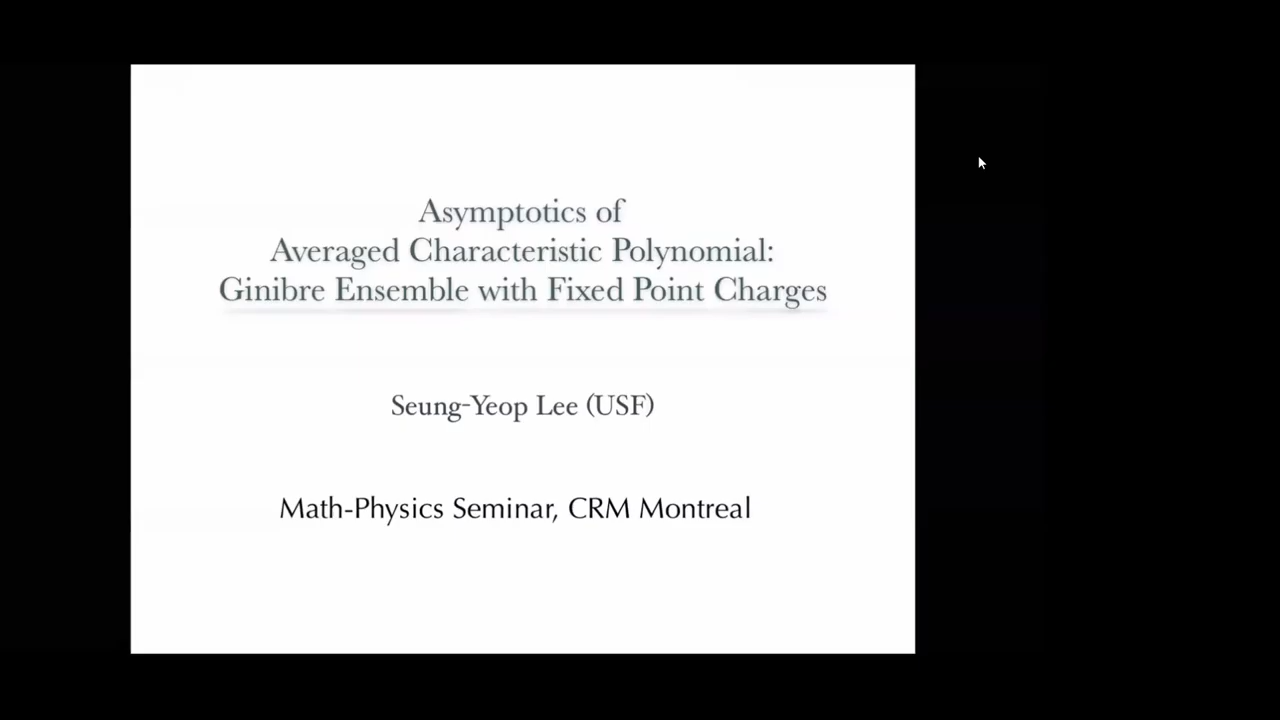 Asymptotics of
Averaged Characteristic Polynomial:
Ginibre Ensemble with Fixed Point Charges
Seung-Yeop Lee (USF)
Math-Physics Seminar, CRM Montreal